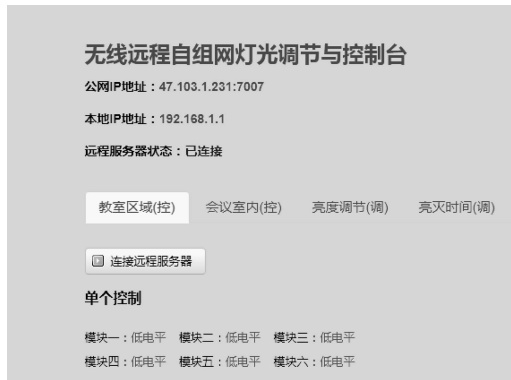 无线远程自组网灯光调节与控制台
公网IP地址：47.103.1.231:7007
本地IP地址：192.168.1.1
远程服务器状态：已连接
教室区域(控) 会议室内(控) 亮度调节(调) 亮灭时间(调)
连接远程服务器
单个控制
模块一：低电平 模块二：低电平 模块三：低电平
模块四：低电平 模块五：低电平 模块六：低电平